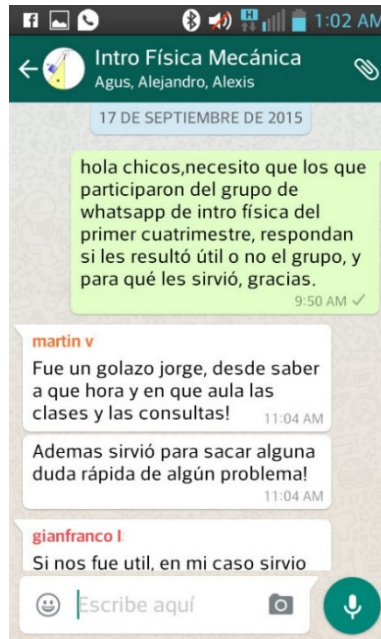 1:02 AM
Intro Física Mecánica
Agus, Alejandro, Alexis
17 DE SEPTIEMBRE DE 2015
hola chicos,necesito que los que
participaron del grupo de
whatsapp de intro física del
primer cuatrimestre, respondan
si les resultó útil o no el grupo, y
para qué les sirvió, gracias.
9:50 AM
martin v
Fue un golazo jorge, desde saber
a que hora y en que aula las
clases y las consultas!
11:04 AM
Ademas sirvió para sacar alguna
duda rápida de algún problema!
11:04 AM
gianfranco l
Si nos fue util, en mi caso sirvio
Escribe aquí